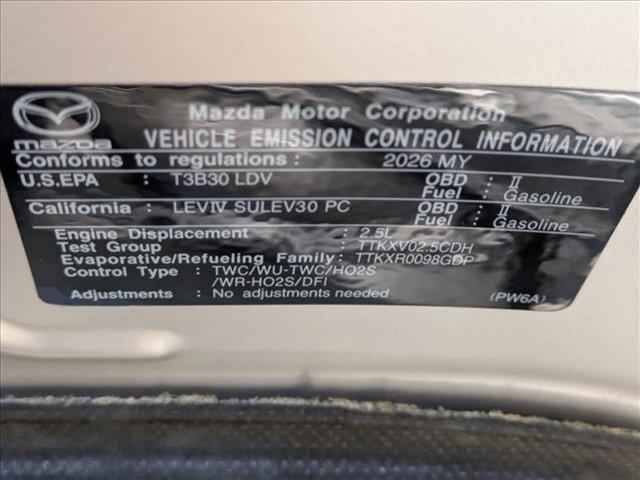 Mazda Motor Corporation
mazda VEHICLE EMISSION CONTROL INFORMATION
Conforms to regulations : 2026 MY
U.S.EPA : T3B30 LDV OBD : II
Fuel : Gasoline
California : LEVIV SULEV30 PC OBD : II
Fuel : Gasoline
Engine Displacement : 2.5L
Test Group : TTKXV02.5CDH
Evaporative/Refueling Family : TTKXR0098GDP
Control Type : TWC/WU-TWC/HO2S
/WR-HO2S/DFI
Adjustments : No adjustments needed (PW6A)